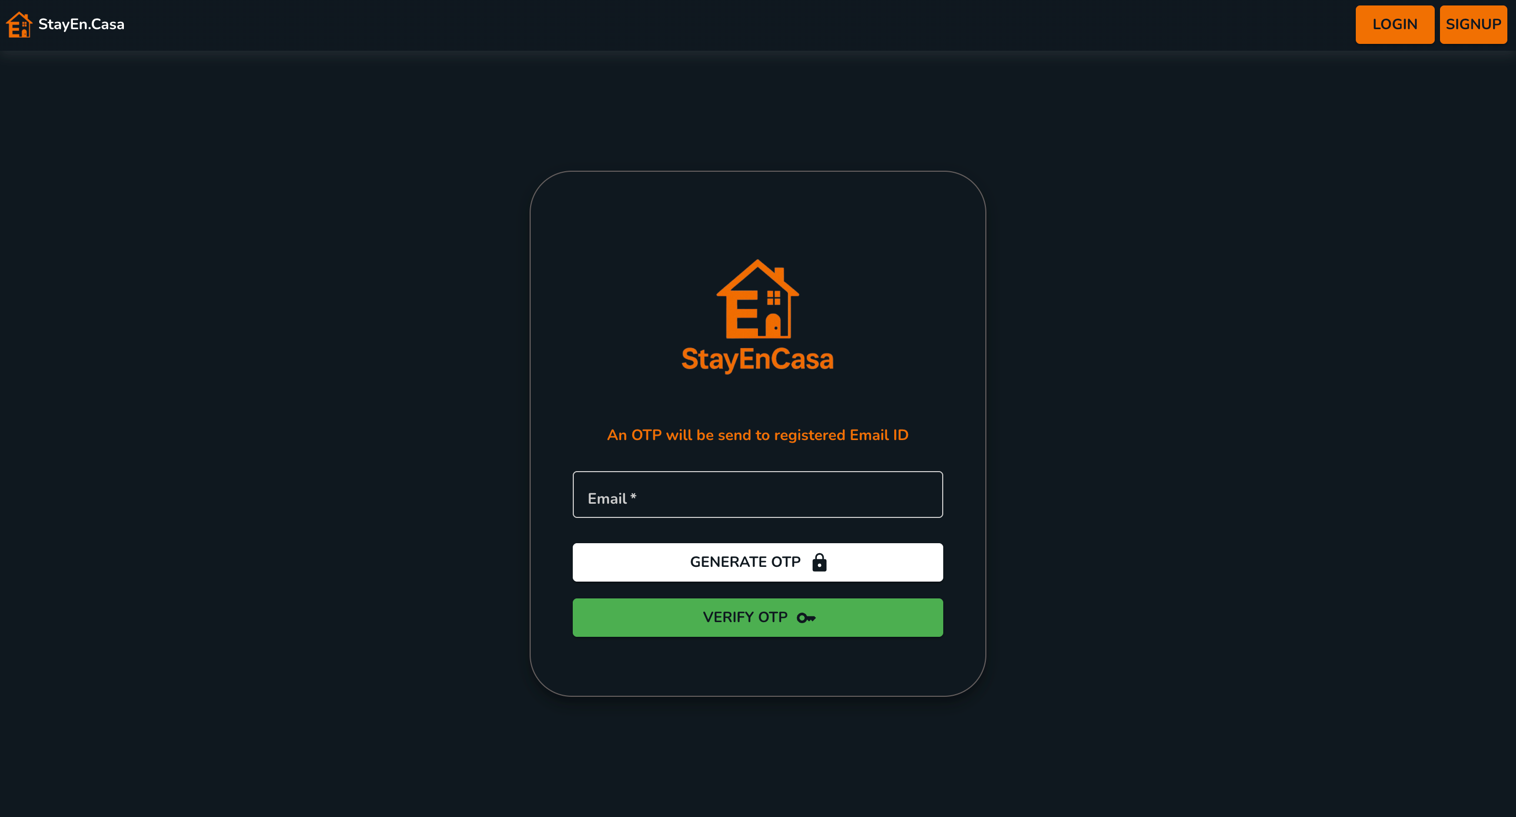 StayEn.Casa
LOGIN
SIGNUP
StayEnCasa
An OTP will be send to registered Email ID
Email *
GENERATE OTP
VERIFY OTP